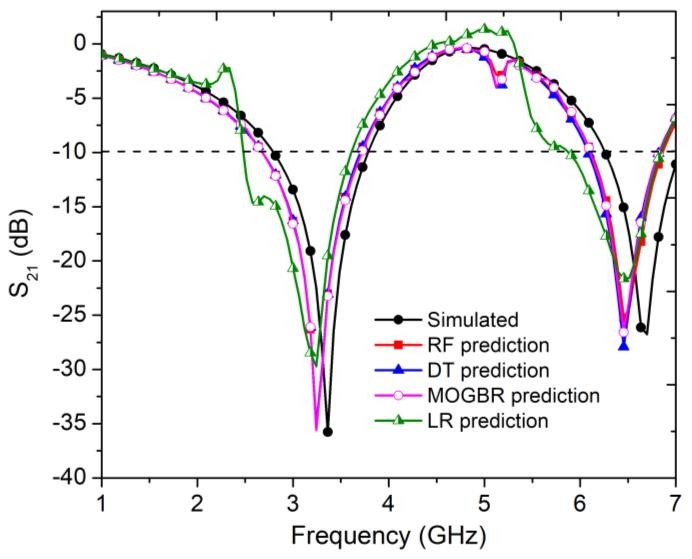 0
-5
-10
-15
-20
-25
-30
-35
-40
S21 (dB)
Simulated
RF prediction
DT prediction
MOGBR prediction
LR prediction
1 2 3 4 5 6 7
Frequency (GHz)